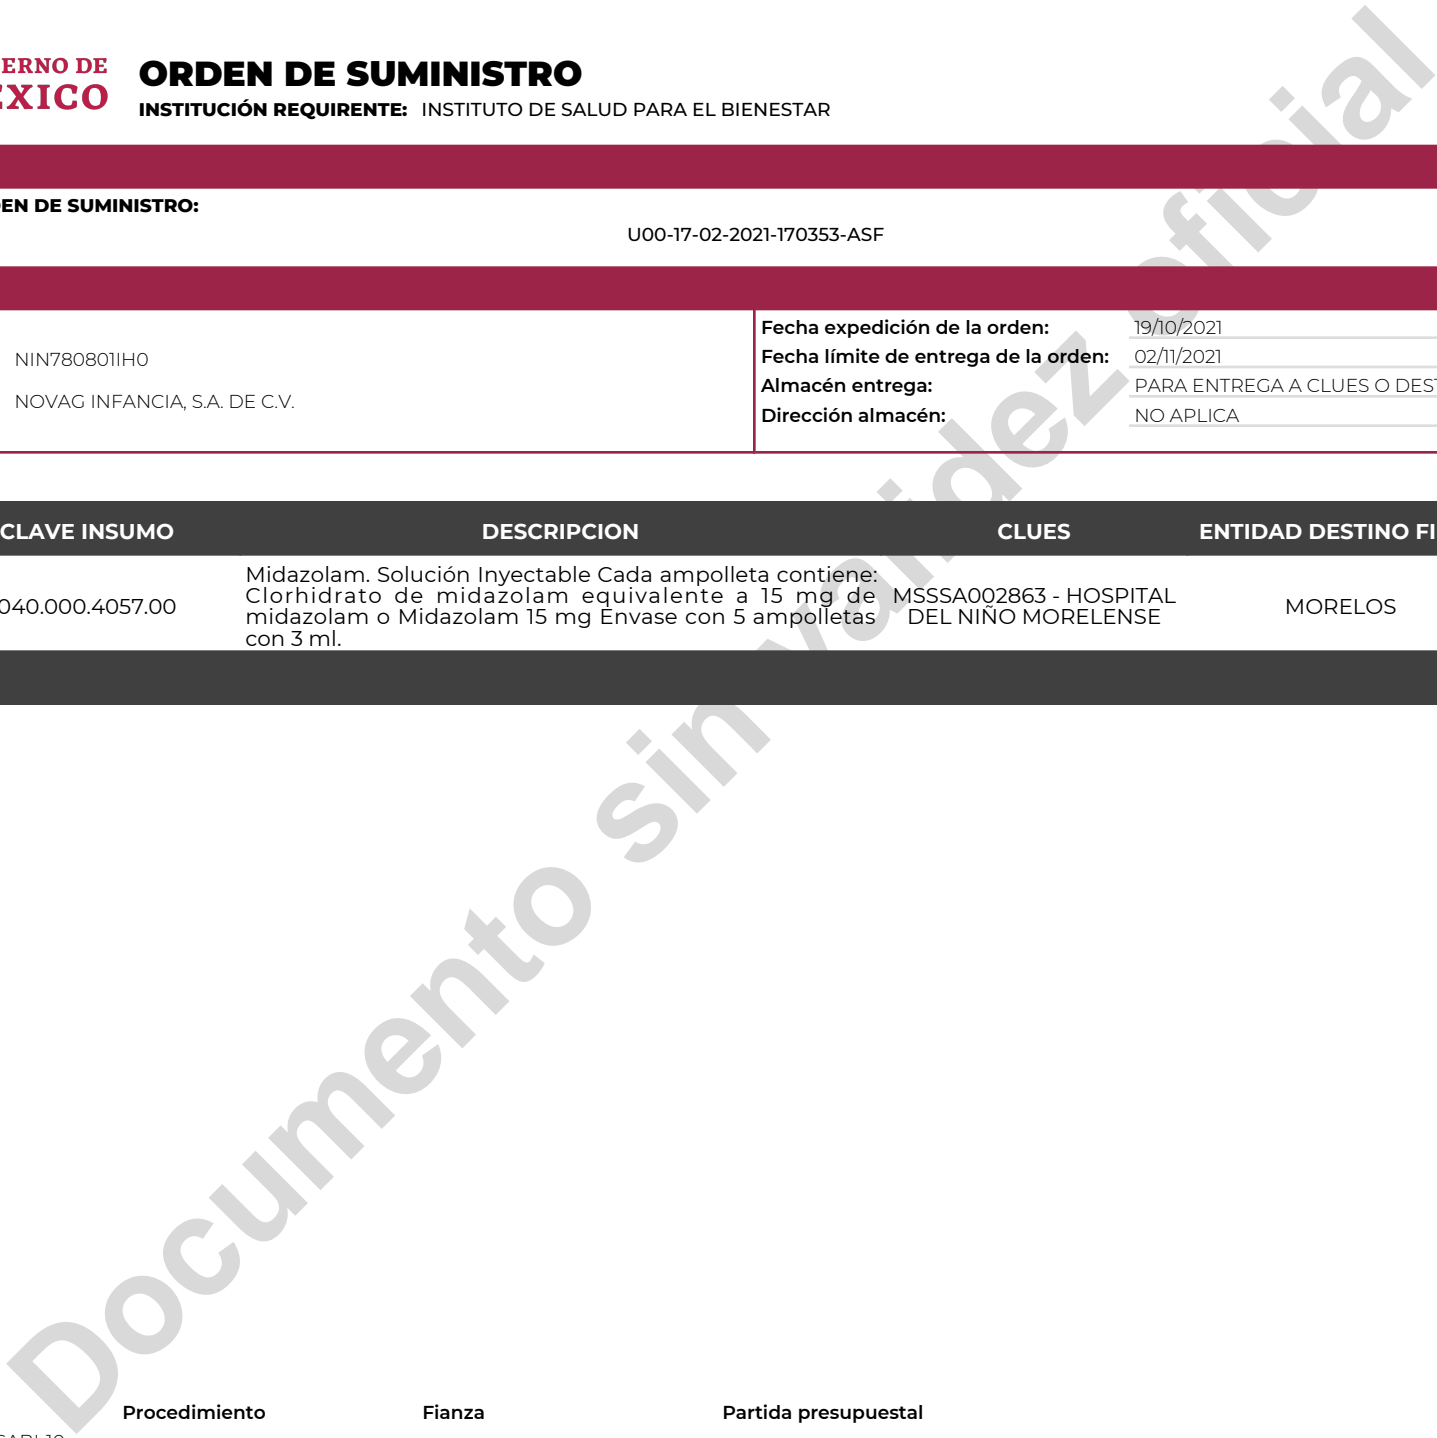 ERNO DE
EXICO
ORDEN DE SUMINISTRO
INSTITUCIÓN REQUIRENTE: INSTITUTO DE SALUD PARA EL BIENESTAR
EN DE SUMINISTRO:
U00-17-02-2021-170353-ASF
NIN780801IH0
NOVAG INFANCIA, S.A. DE C.V.
Fecha expedición de la orden: 19/10/2021
Fecha límite de entrega de la orden: 02/11/2021
Almacén entrega: PARA ENTREGA A CLUES O DEST
Dirección almacén: NO APLICA
CLAVE INSUMO DESCRIPCION CLUES ENTIDAD DESTINO FI
040.000.4057.00
Midazolam. Solución Inyectable Cada ampolleta contiene:
Clorhidrato de midazolam equivalente a 15 mg de
midazolam o Midazolam 15 mg Envase con 5 ampolletas
con 3 ml.
MSSSA002863 - HOSPITAL
DEL NIÑO MORELENSE
MORELOS
Documento sin validez oficial
Procedimiento Fianza Partida presupuestal